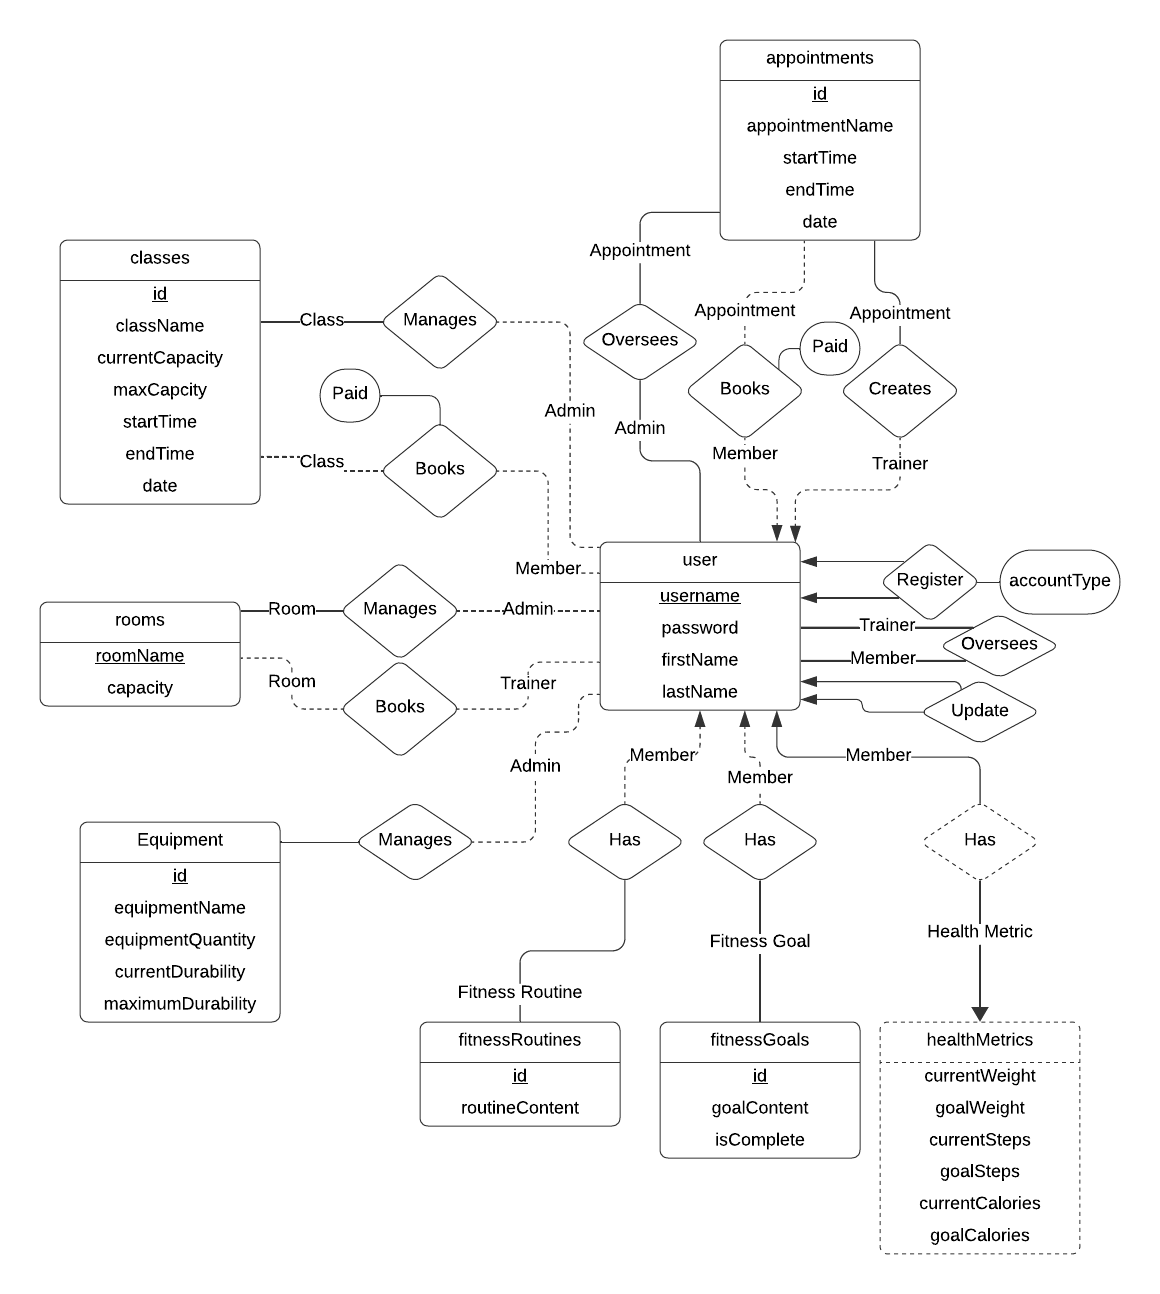 appointments
id
appointmentName
startTime
endTime
date
Appointment
Appointment
Appointment
classes
id
className
currentCapacity
maxCapcity
startTime
endTime
date
Class
Manages
Oversees
Books
Paid
Creates
Paid
Admin
Admin
Class
Books
Member
Trainer
Member
user
username
password
firstName
lastName
Register
accountType
Trainer
Oversees
Member
Update
rooms
roomName
capacity
Room
Manages
Admin
Room
Books
Trainer
Admin
Member
Member
Member
Equipment
id
equipmentName
equipmentQuantity
currentDurability
maximumDurability
Manages
Has
Has
Has
Fitness Routine
Fitness Goal
Health Metric
fitnessRoutines
id
routineContent
fitnessGoals
id
goalContent
isComplete
healthMetrics
currentWeight
goalWeight
currentSteps
goalSteps
currentCalories
goalCalories